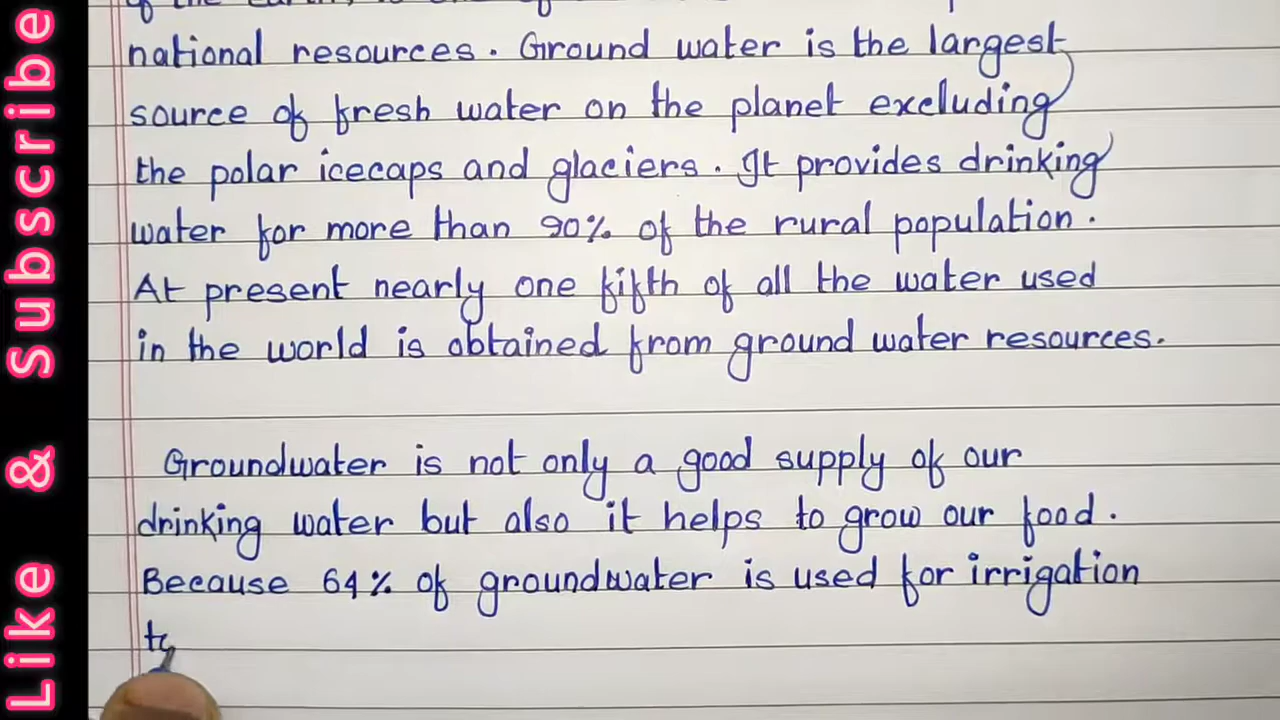 national resources. Ground water is the largest
source of fresh water on the planet excluding
the polar icecaps and glaciers. It provides drinking
water for more than 90% of the rural population.
At present nearly one fifth of all the water used
in the world is obtained from ground water resources.
Groundwater is not only a good supply of our
drinking water but also it helps to grow our food.
Because 64% of groundwater is used for irrigation
to
Like & Subscribe